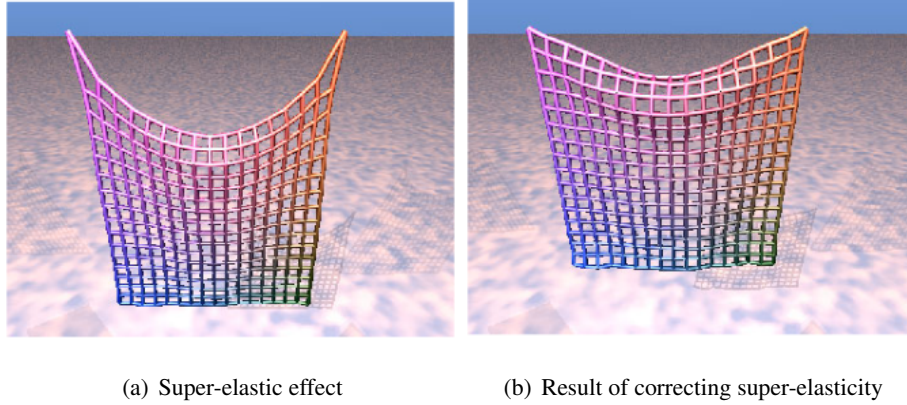 (a) Super-elastic effect
(b) Result of correcting super-elasticity